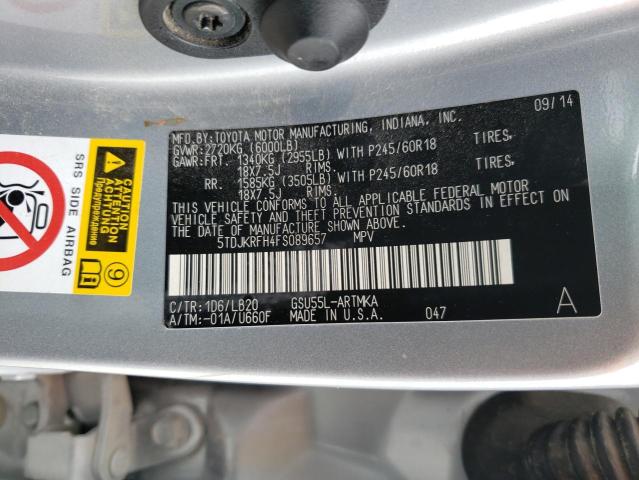 MFD.BY:TOYOTA MOTOR MANUFACTURING, INDIANA, INC. 09/14
GVWR:2720KG (6000LB)
GAWR:FRT. 1340KG (2955LB) WITH P245/60R18 TIRES,
18X7.5J RIMS.
RR. 1585KG (3505LB) WITH P245/60R18 TIRES,
18X7.5J RIMS.
THIS VEHICLE CONFORMS TO ALL APPLICABLE FEDERAL MOTOR
VEHICLE SAFETY AND THEFT PREVENTION STANDARDS IN EFFECT ON
THE DATE OF MANUFACTURE SHOWN ABOVE.
5TDJKRFH4FS089657 MPV
C/TR:1D6/LB20 GSU55L-ARTMKA
A/TM:-01A/U660F MADE IN U.S.A. 047 A
SRS SIDE AIRBAG
CAUTION
ATTENTION
Предупреждение
9